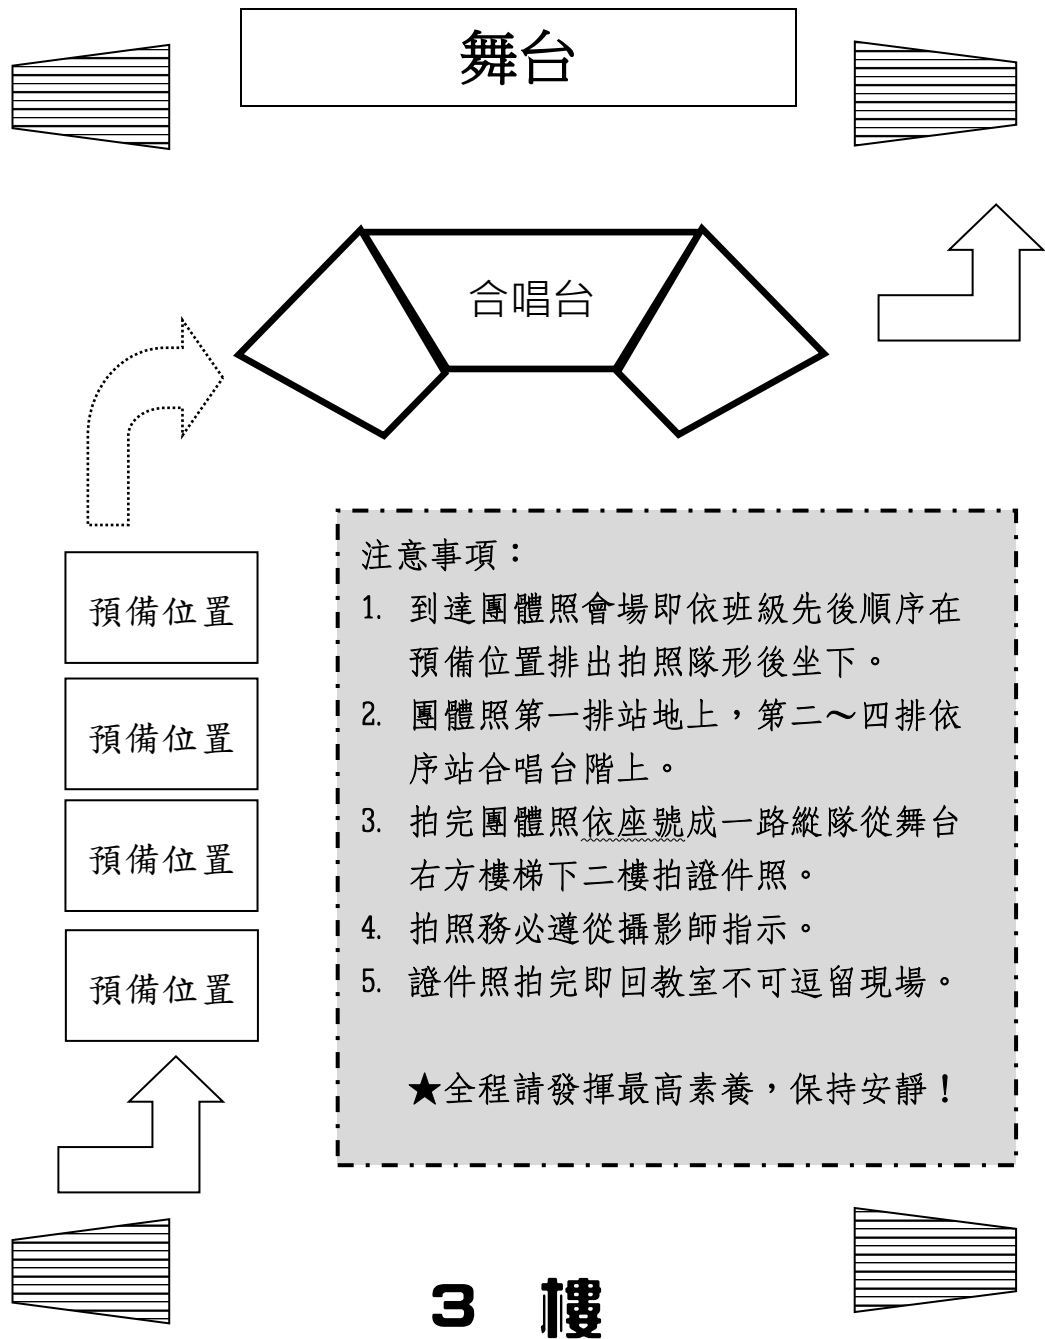 舞台
合唱台
預備位置
預備位置
預備位置
預備位置
注意事項：
1. 到達團體照會場即依班級先後順序在
預備位置排出拍照隊形後坐下。
2. 團體照第一排站地上，第二～四排依
序站合唱台階上。
3. 拍完團體照依座號成一路縱隊從舞台
右方樓梯下二樓拍證件照。
4. 拍照務必遵從攝影師指示。
5. 證件照拍完即回教室不可逗留現場。
★全程請發揮最高素養，保持安靜！
3 樓